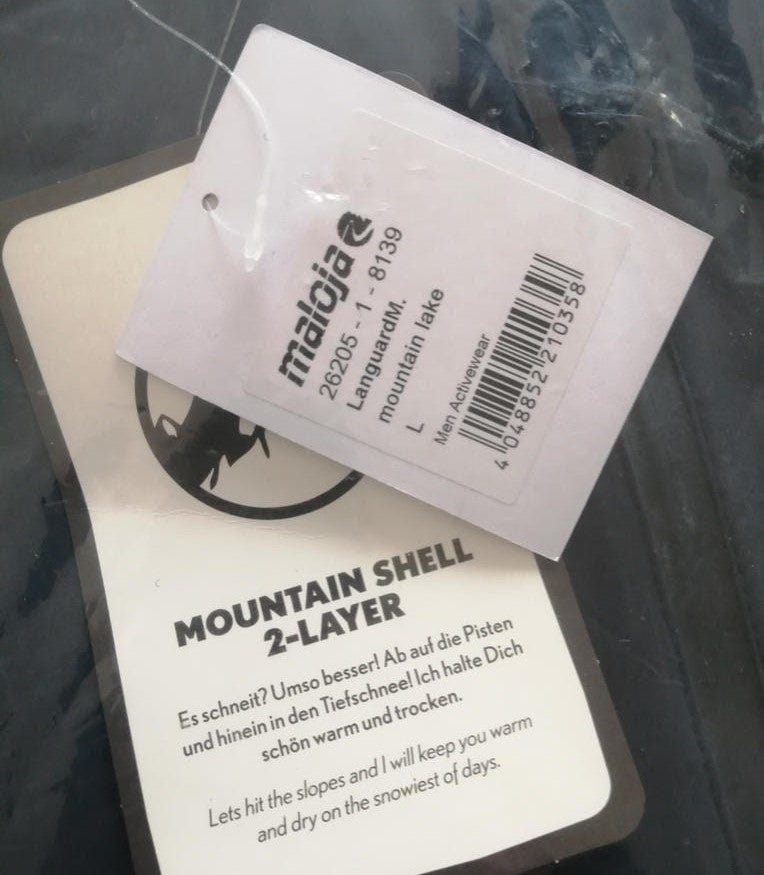 maloja
26205 - 1 - 8139
LanguardM.
mountain lake
L
Men Activewear
4 048852 210358
MOUNTAIN SHELL
2-LAYER
Es schneit? Umso besser! Ab auf die Pisten
und hinein in den Tiefschnee! Ich halte Dich
schön warm und trocken.
Lets hit the slopes and I will keep you warm
and dry on the snowiest of days.